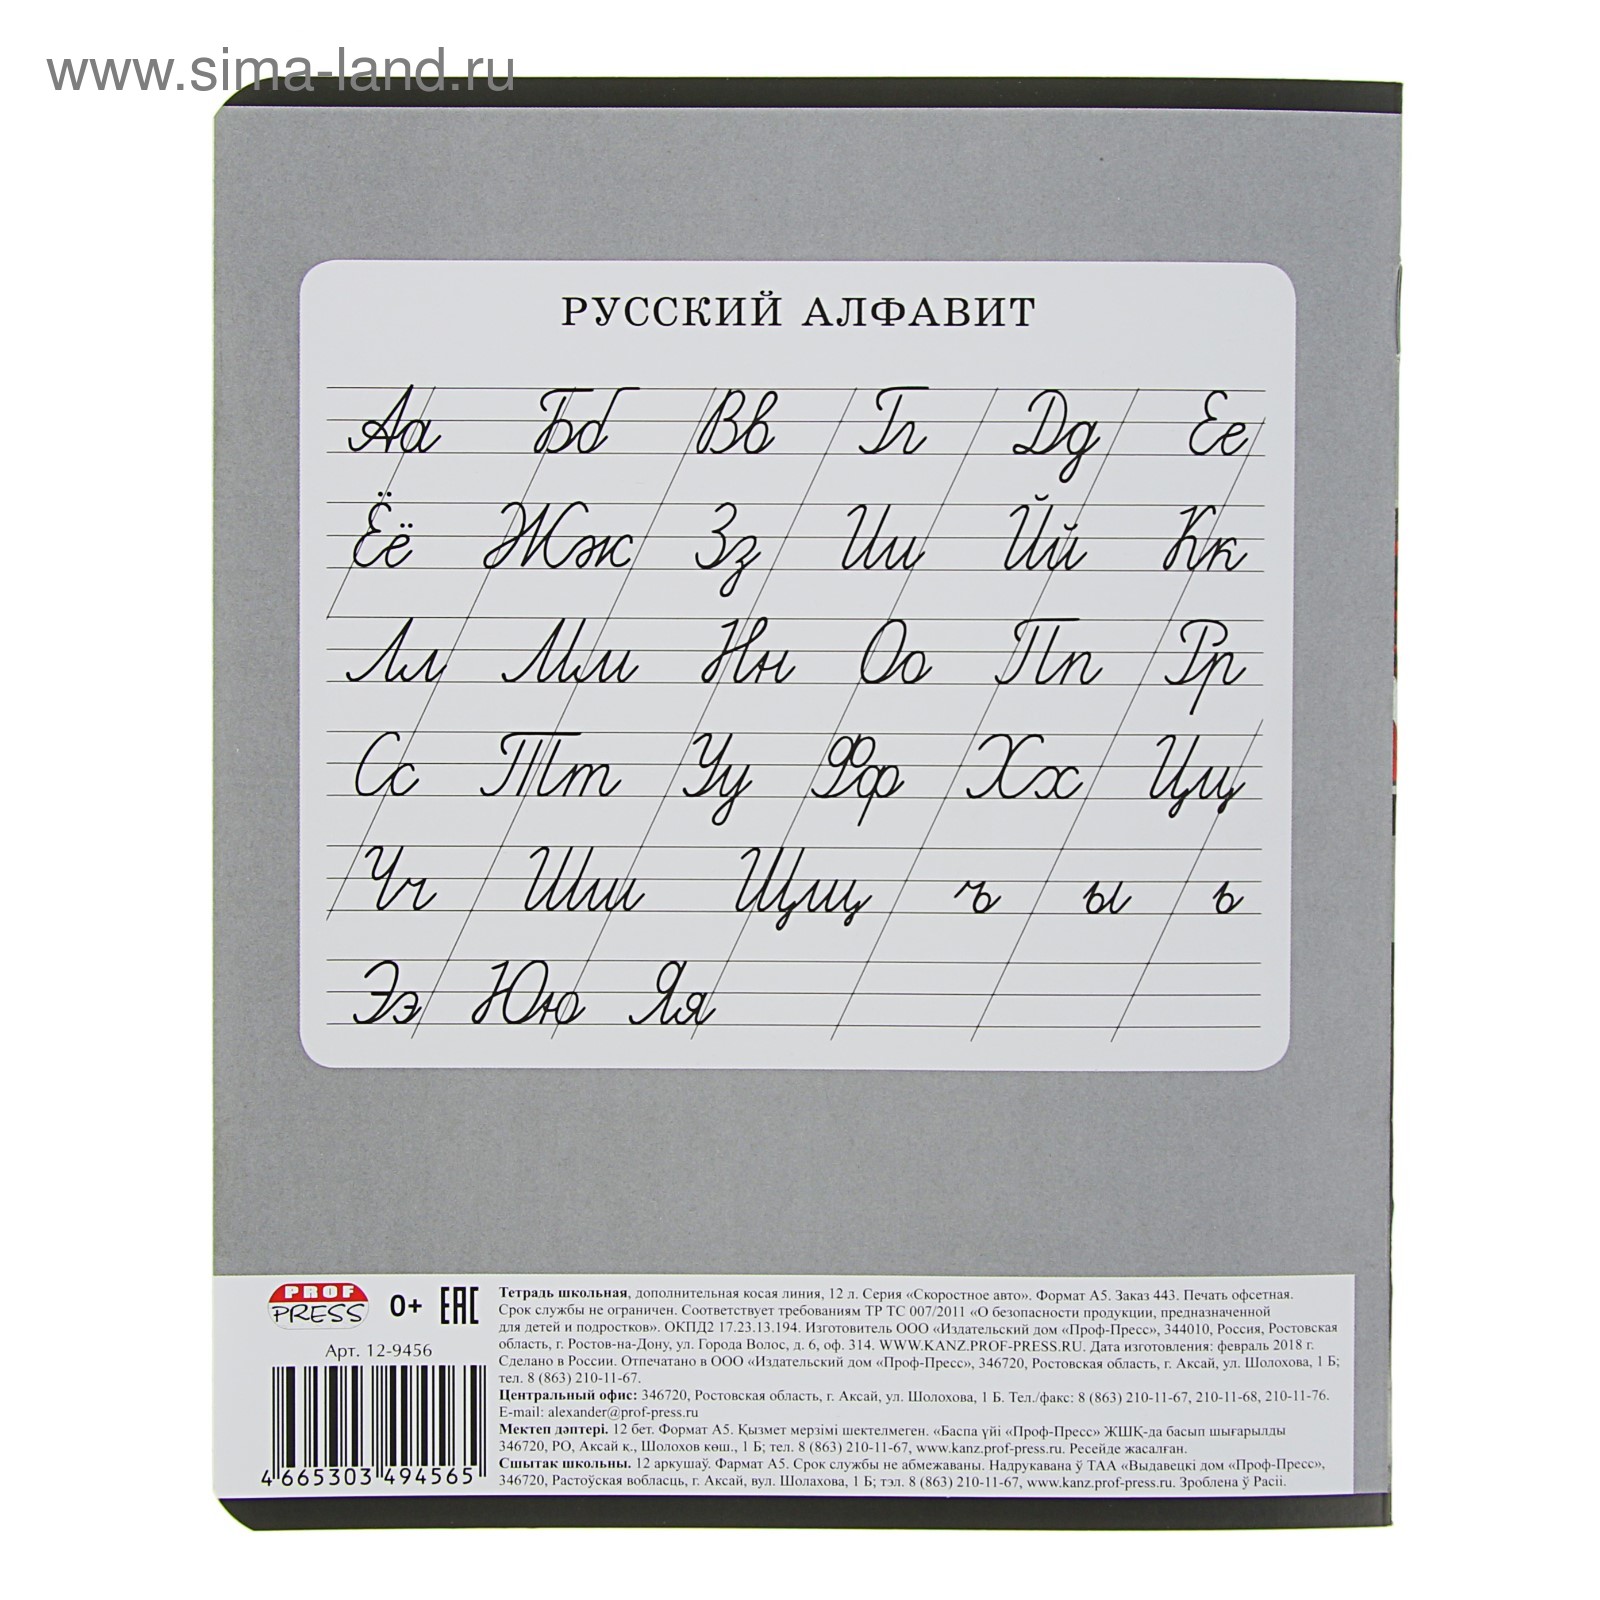 www.sima-land.ru
РУССКИЙ АЛФАВИТ
Аа Бб Вв Гг Дд Ее
Ёё Жж Зз Ии Йй Кк
Лл Мм Нн Оо Пп Рр
Сс Тт Уу Фф Хх Цц
Чч Шш Щщ ъ ы ь
Ээ Юю Яя
PROF
PRESS
0+ ЕАС
Арт. 12-9456
4 665303 494565
Тетрадь школьная, дополнительная косая линия, 12 л. Серия «Скоростное авто». Формат А5. Заказ 443. Печать офсетная.
Срок службы не ограничен. Соответствует требованиям ТР ТС 007/2011 «О безопасности продукции, предназначенной
для детей и подростков». ОКПД2 17.23.13.194. Изготовитель ООО «Издательский дом «Проф-Пресс», 344010, Россия, Ростовская
область, г. Ростов-на-Дону, ул. Города Волос, д. 6, оф. 314. WWW.KANZ.PROF-PRESS.RU. Дата изготовления: февраль 2018 г.
Сделано в России. Отпечатано в ООО «Издательский дом «Проф-Пресс», 346720, Ростовская область, г. Аксай, ул. Шолохова, 1 Б;
тел. 8 (863) 210-11-67.
Центральный офис: 346720, Ростовская область, г. Аксай, ул. Шолохова, 1 Б. Тел./факс: 8 (863) 210-11-67, 210-11-68, 210-11-76.
E-mail: alexander@prof-press.ru
Мектеп дәптері. 12 бет. Формат А5. Қызмет мерзімі шектелмеген. «Баспа үйі «Проф-Пресс» ЖШҚ-да басып шығарылды
346720, РО, Аксай қ., Шолохов көш., 1 Б; тел. 8 (863) 210-11-67, www.kanz.prof-press.ru. Ресейде жасалған.
Сшытак школьны. 12 аркушаў. Фармат А5. Срок службы не абмежаваны. Надрукавана ў ТАА «Выдавецкі дом «Проф-Пресс»,
346720, Растоўская вобласць, г. Аксай, вул. Шолахова, 1 Б; тэл. 8 (863) 210-11-67, www.kanz.prof-press.ru. Зроблена ў Расіі.